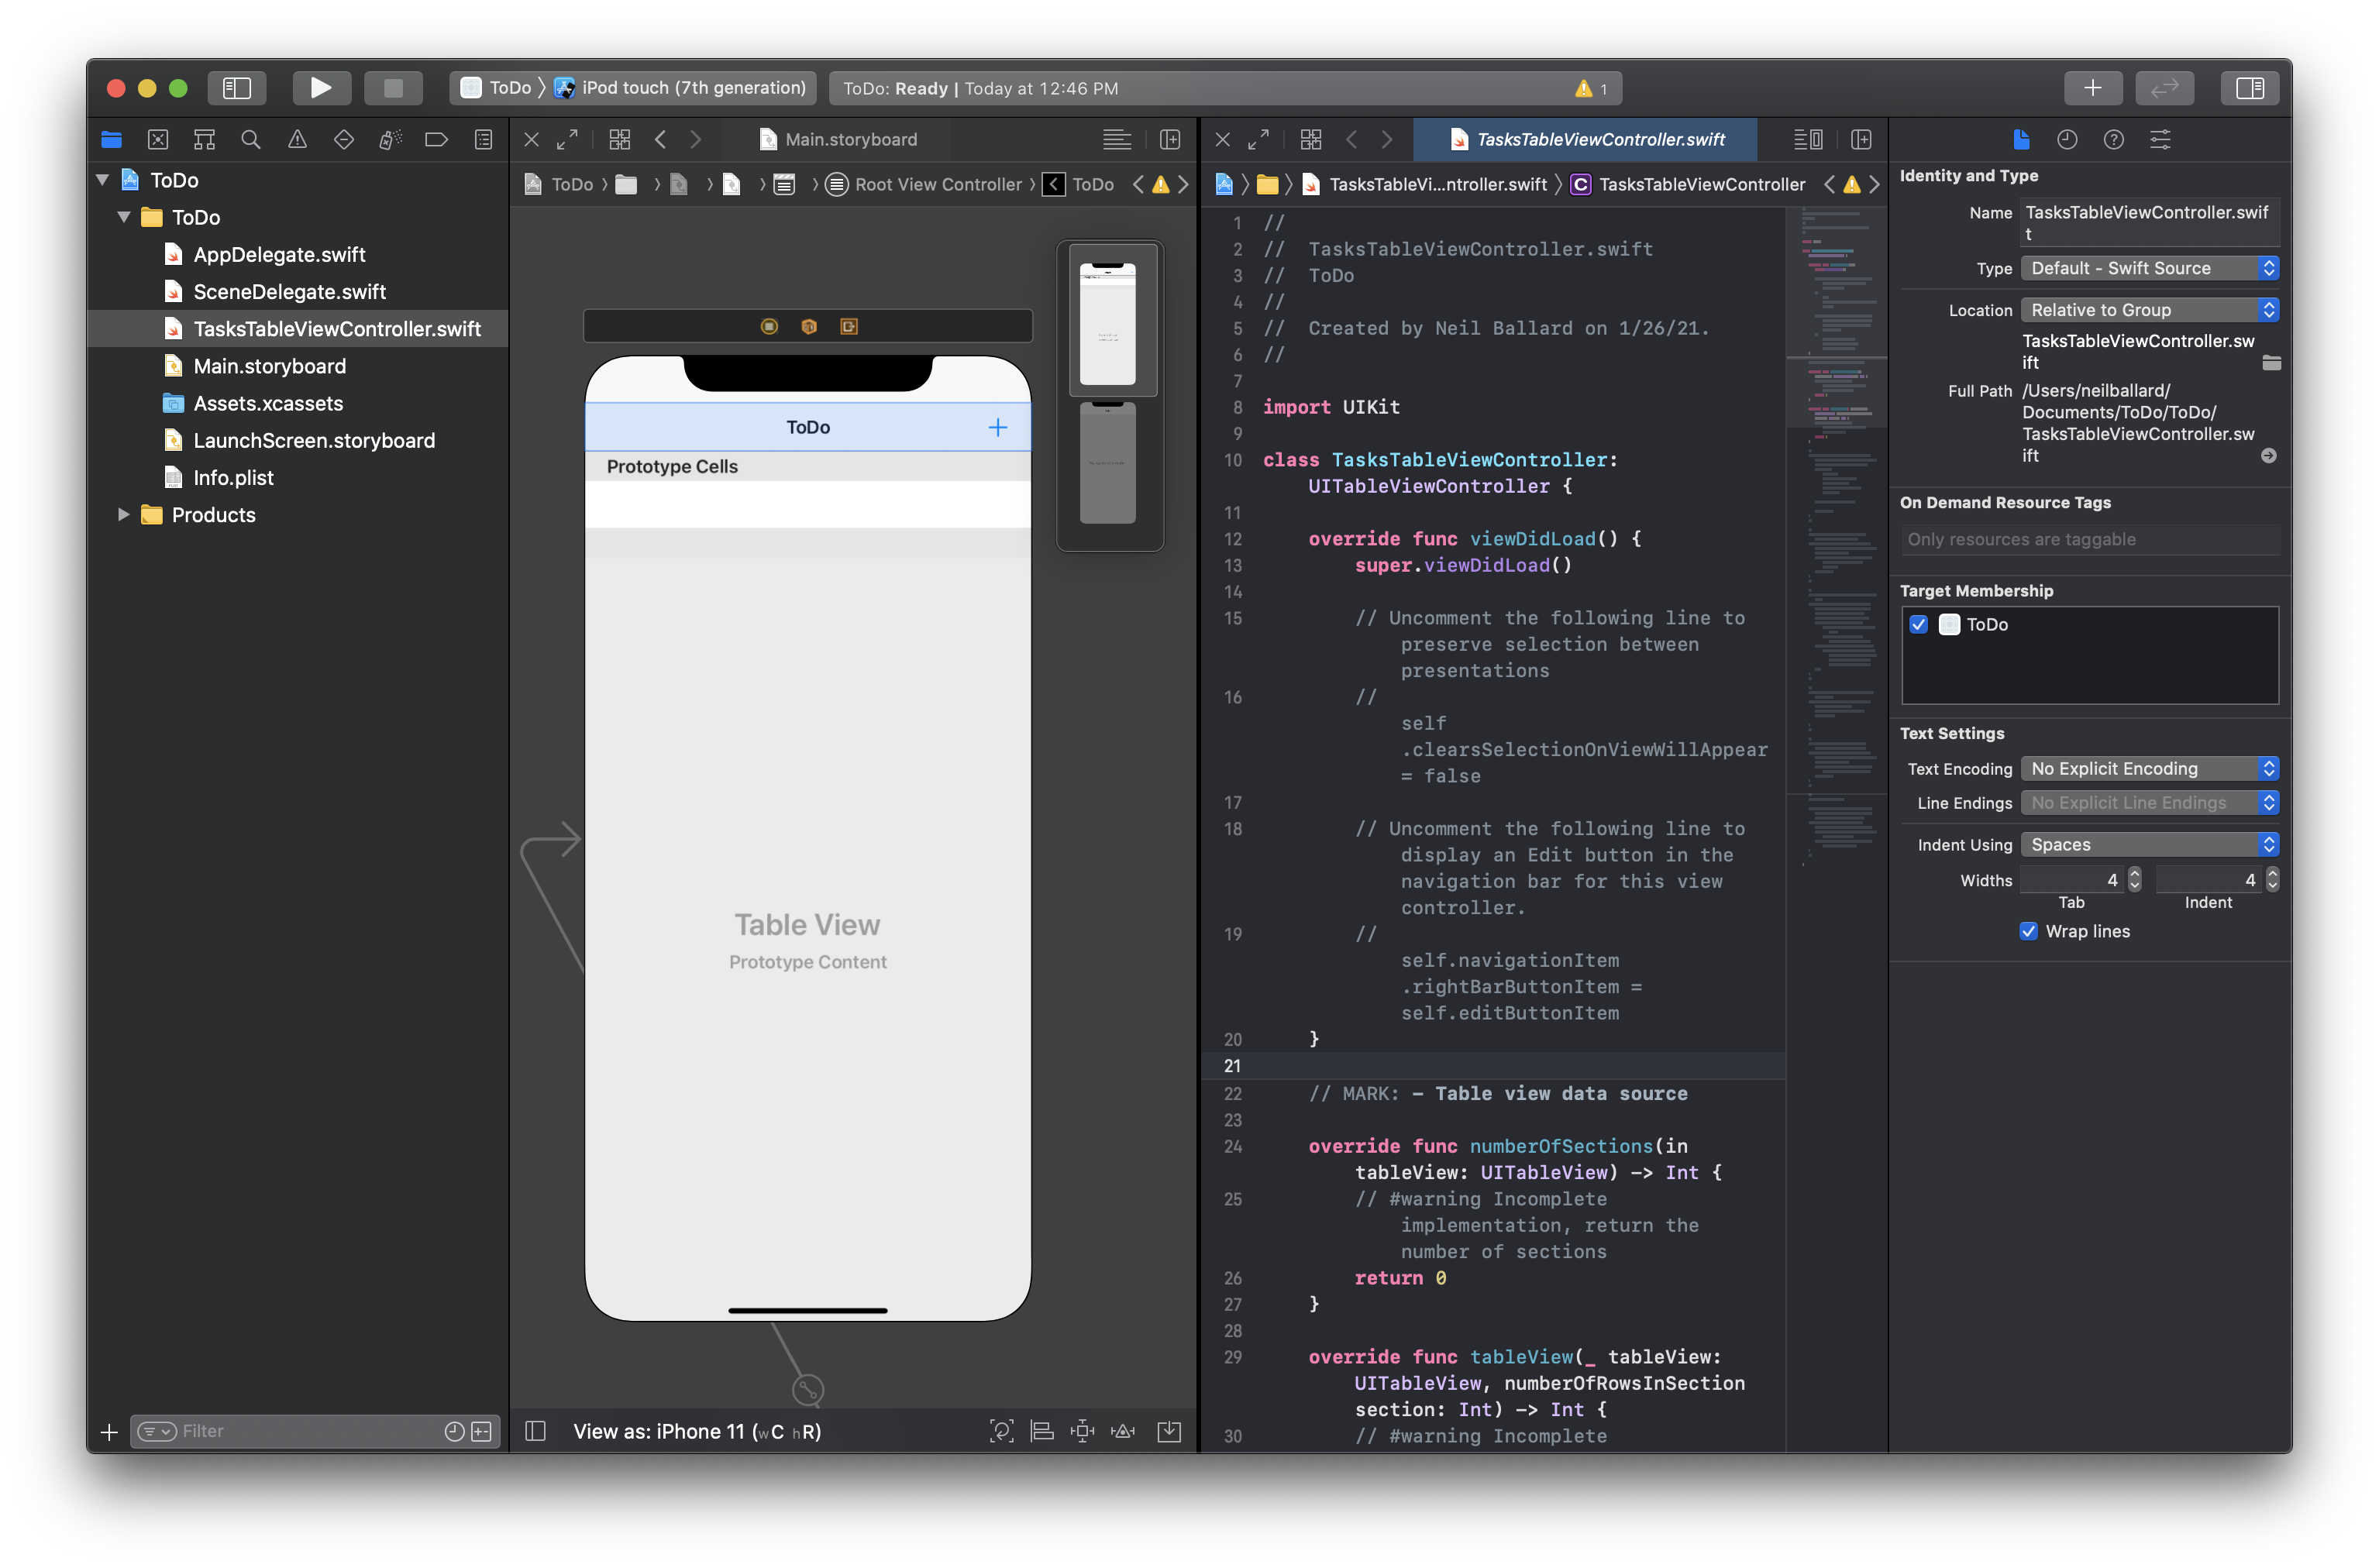 ToDo
iPod touch (7th generation)
ToDo: Ready | Today at 12:46 PM
1
ToDo
ToDo
AppDelegate.swift
SceneDelegate.swift
TasksTableViewController.swift
Main.storyboard
Assets.xcassets
LaunchScreen.storyboard
Info.plist
Products
Filter
Main.storyboard
ToDo
Root View Controller
ToDo
ToDo
Prototype Cells
Table View
Prototype Content
View as: iPhone 11 (wC hR)
TasksTableViewController.swift
TasksTableVi...ntroller.swift
C TasksTableViewController
1 //
2 //  TasksTableViewController.swift
3 //  ToDo
4 //
5 //  Created by Neil Ballard on 1/26/21.
6 //
7
8 import UIKit
9
10 class TasksTableViewController:
UITableViewController {
11
12 override func viewDidLoad() {
13 super.viewDidLoad()
14
15 // Uncomment the following line to
preserve selection between
presentations
16 //
self
.clearsSelectionOnViewWillAppear
= false
17
18 // Uncomment the following line to
display an Edit button in the
navigation bar for this view
controller.
19 //
self.navigationItem
.rightBarButtonItem =
self.editButtonItem
20 }
21
22 // MARK: - Table view data source
23
24 override func numberOfSections(in
tableView: UITableView) -> Int {
25 // #warning Incomplete
implementation, return the
number of sections
26 return 0
27 }
28
29 override func tableView(_ tableView:
UITableView, numberOfRowsInSection
section: Int) -> Int {
30 // #warning Incomplete
Identity and Type
Name TasksTableViewController.swif
t
Type Default - Swift Source
Location Relative to Group
TasksTableViewController.sw
ift
Full Path /Users/neilballard/
Documents/ToDo/ToDo/
TasksTableViewController.sw
ift
On Demand Resource Tags
Only resources are taggable
Target Membership
ToDo
Text Settings
Text Encoding No Explicit Encoding
Line Endings No Explicit Line Endings
Indent Using Spaces
Widths 4 4
Tab Indent
Wrap lines